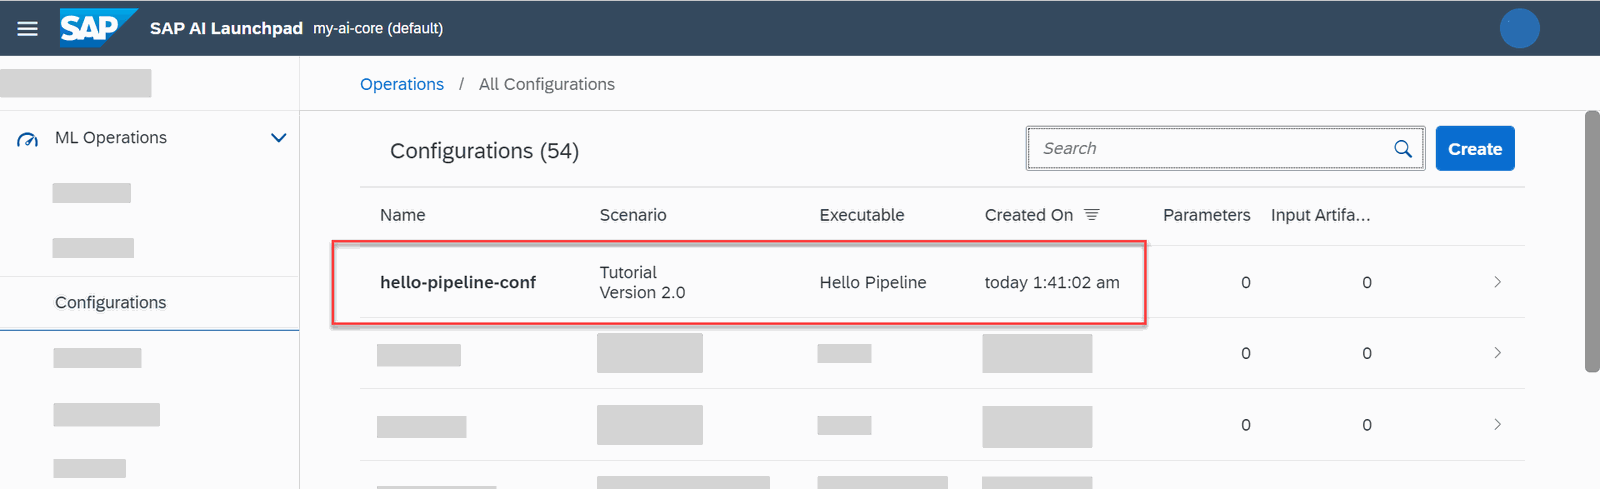 SAP SAP AI Launchpad my-ai-core (default)
Operations / All Configurations
ML Operations
Configurations
Configurations (54)
Search
Create
Name Scenario Executable Created On Parameters Input Artifa...
hello-pipeline-conf Tutorial Hello Pipeline today 1:41:02 am 0 0
Version 2.0
0 0
0 0